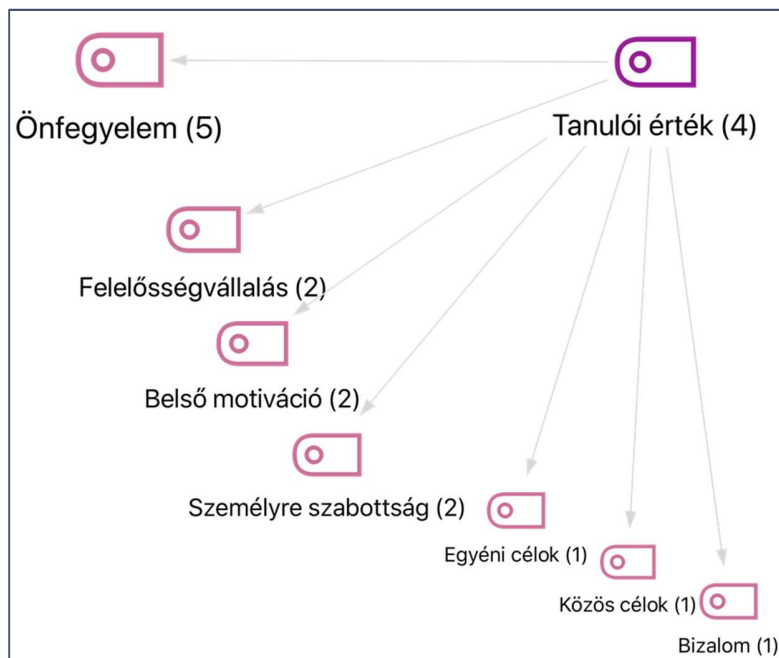 Önfegyelem (5)
Tanulói érték (4)
Felelősségvállalás (2)
Belső motiváció (2)
Személyre szabottság (2)
Egyéni célok (1)
Közös célok (1)
Bizalom (1)